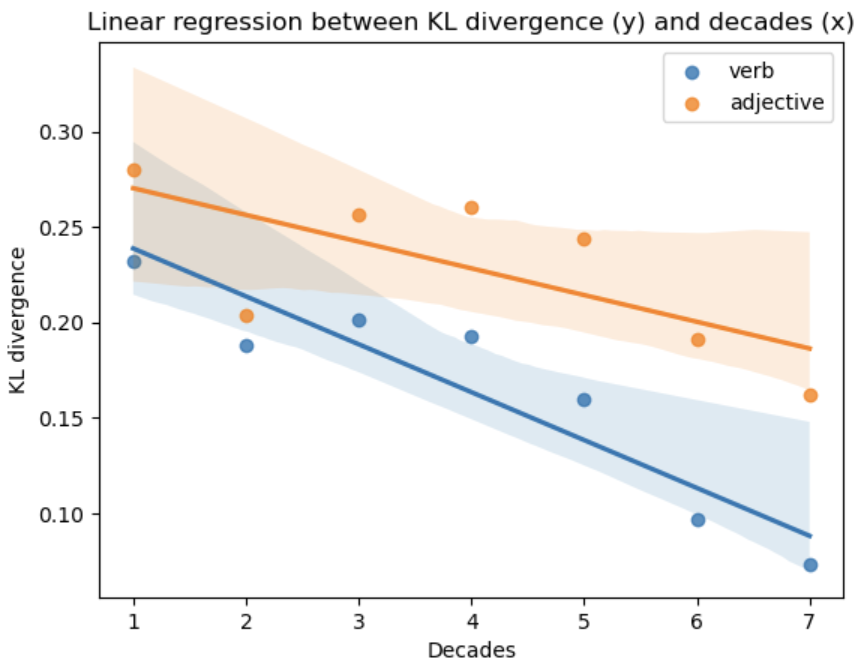 Linear regression between KL divergence (y) and decades (x)
verb
adjective
0.30
0.25
0.20
0.15
0.10
KL divergence
1 2 3 4 5 6 7
Decades